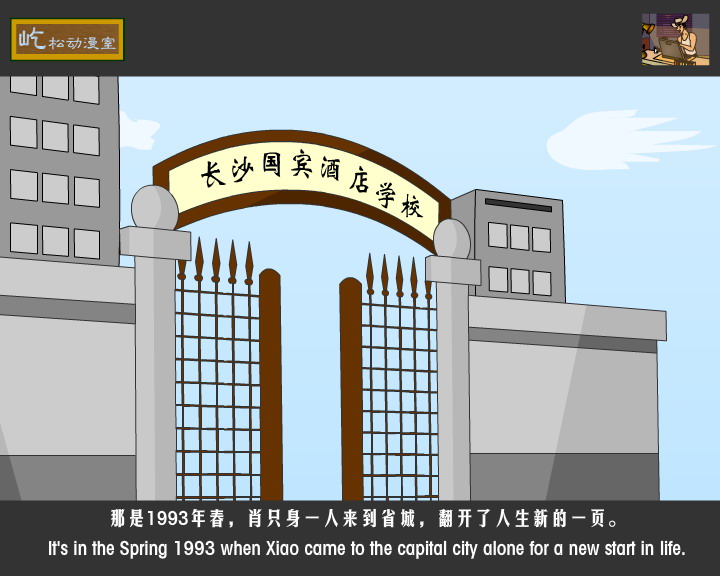 屹松动漫室
长沙国宾酒店学校
那是1993年春，肖只身一人来到省城，翻开了人生新的一页。
It's in the Spring 1993 when Xiao came to the capital city alone for a new start in life.